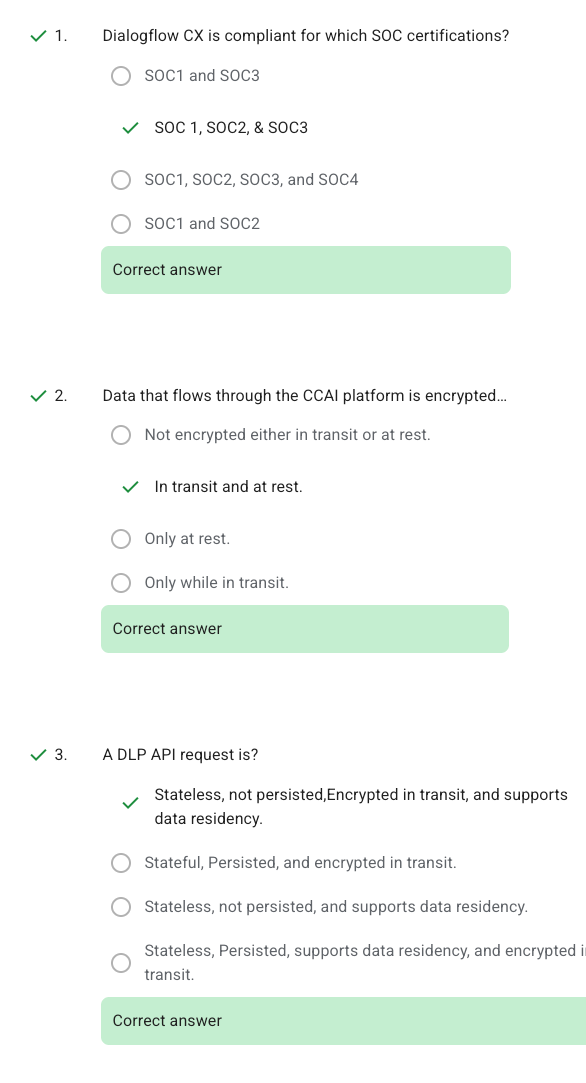 1. Dialogflow CX is compliant for which SOC certifications?
SOC1 and SOC3
SOC 1, SOC2, & SOC3
SOC1, SOC2, SOC3, and SOC4
SOC1 and SOC2
Correct answer
2. Data that flows through the CCAI platform is encrypted...
Not encrypted either in transit or at rest.
In transit and at rest.
Only at rest.
Only while in transit.
Correct answer
3. A DLP API request is?
Stateless, not persisted,Encrypted in transit, and supports
data residency.
Stateful, Persisted, and encrypted in transit.
Stateless, not persisted, and supports data residency.
Stateless, Persisted, supports data residency, and encrypted
transit.
Correct answer